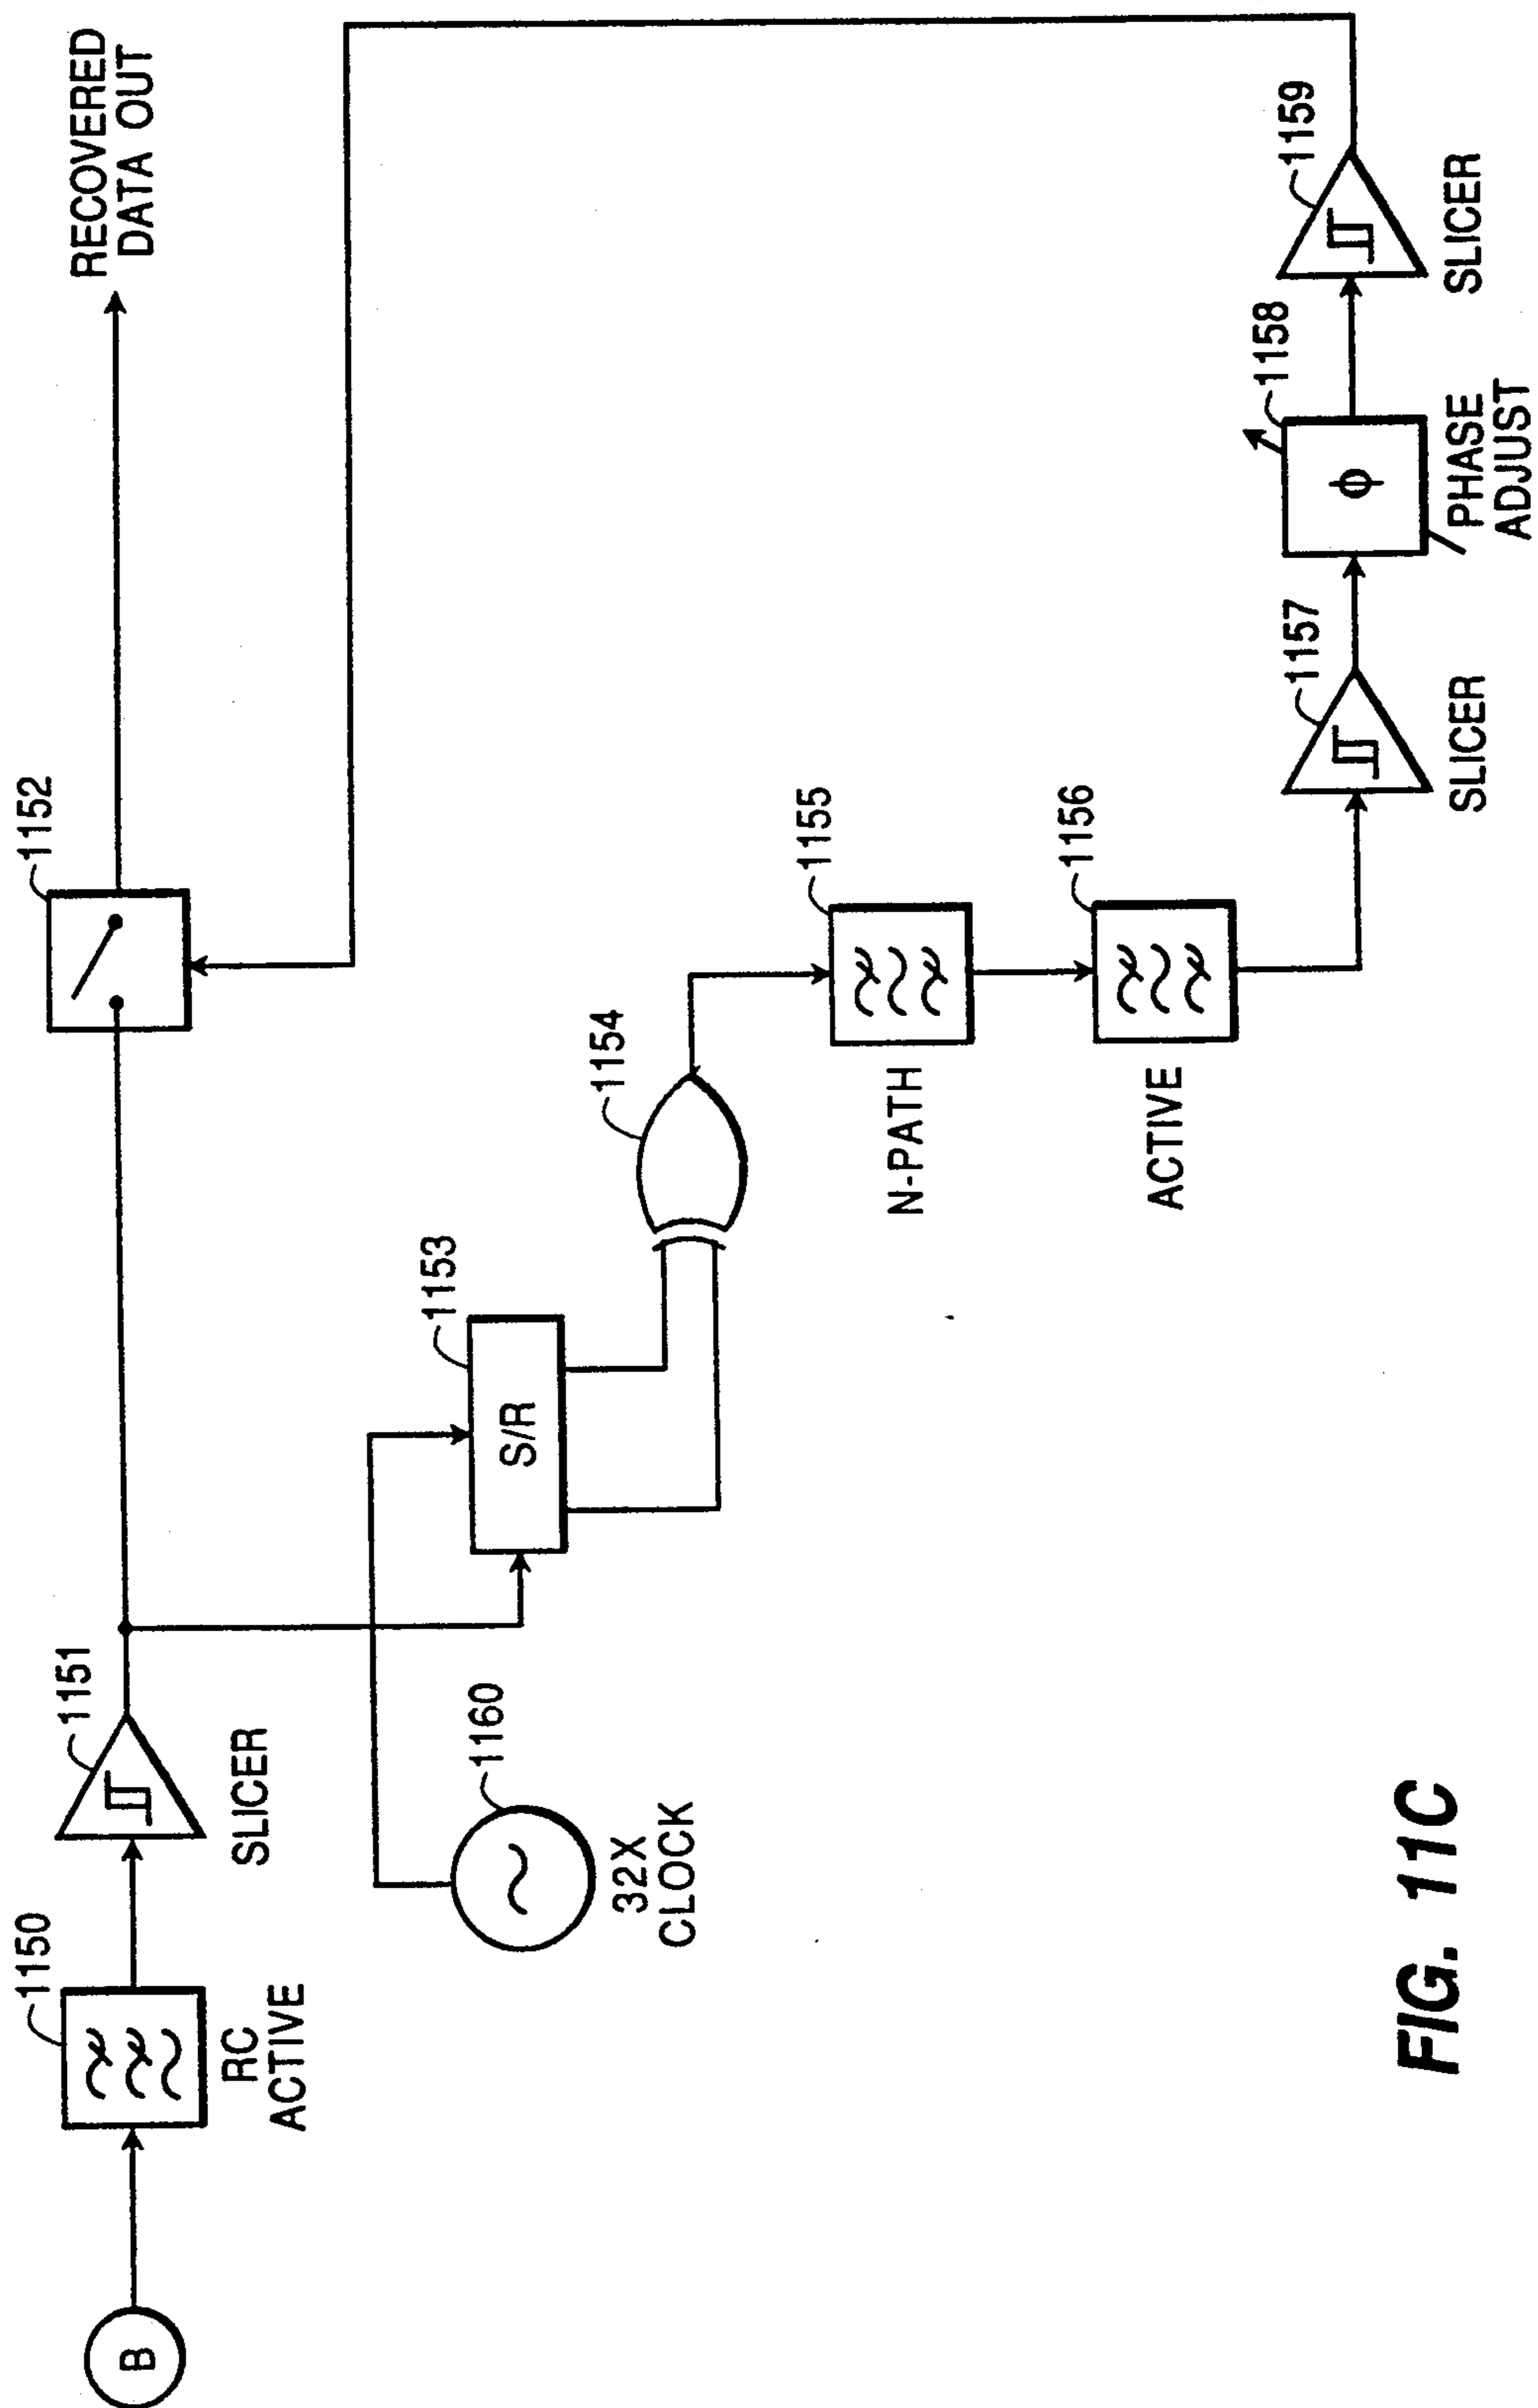 B
1150
RC
ACTIVE
1151
SLICER
1152
RECOVERED
DATA OUT
1160
32X
CLOCK
1153
S/R
1154
1155
N-PATH
1156
ACTIVE
1157
SLICER
1158
ϕ
PHASE
ADJUST
1159
SLICER
FIG. 11C